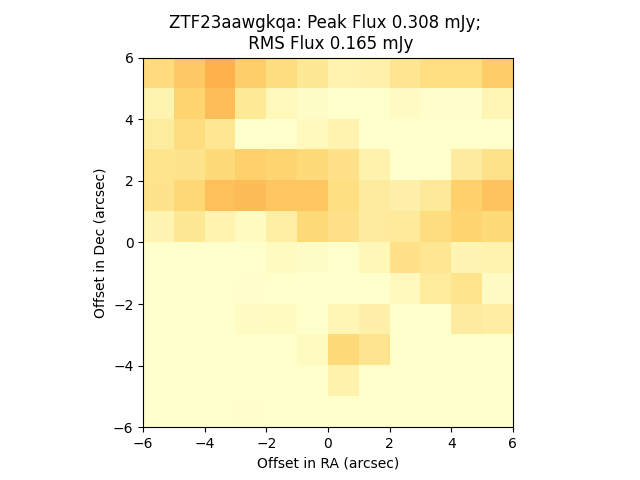 ZTF23aawgkqa: Peak Flux 0.308 mJy;
RMS Flux 0.165 mJy
6
4
2
0
−2
−4
−6
Offset in Dec (arcsec)
−6 −4 −2 0 2 4 6
Offset in RA (arcsec)